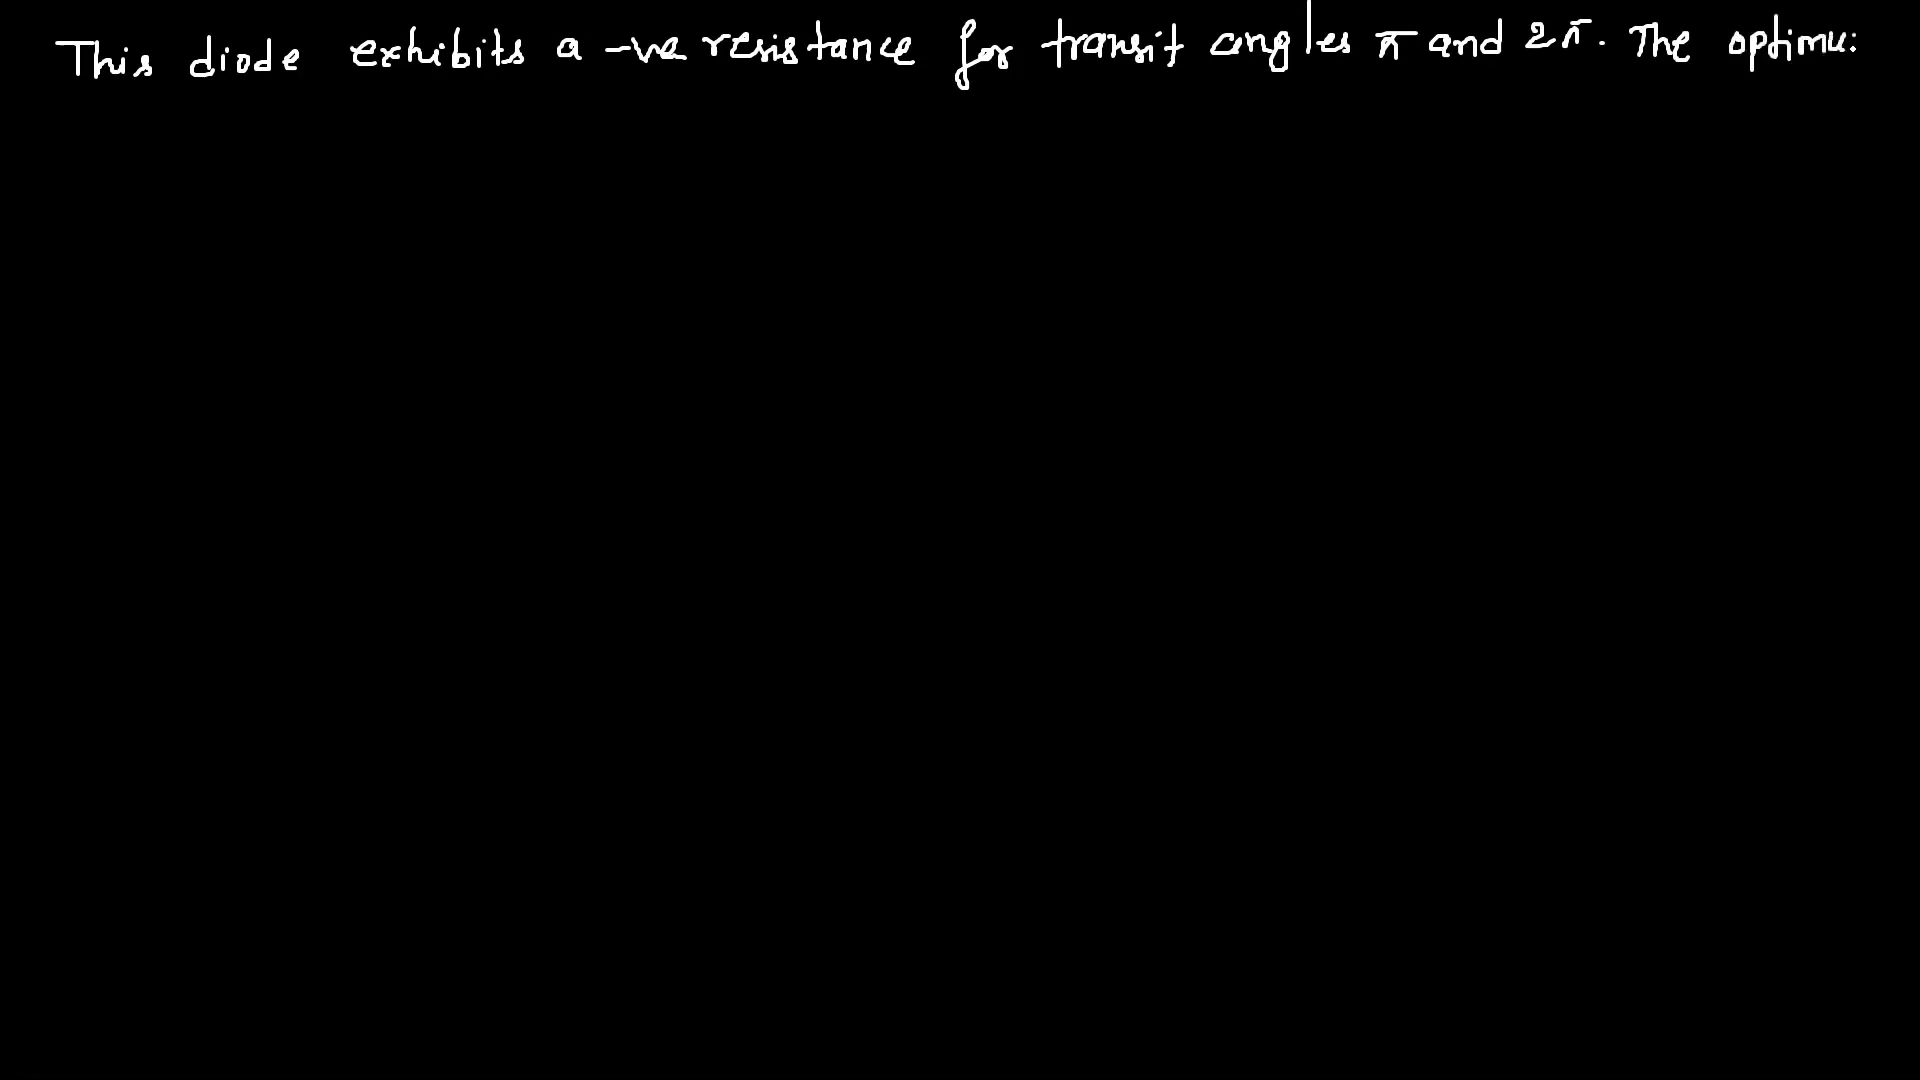 This diode exhibits a -ve resistance for transit angles π and 2π. The optimu